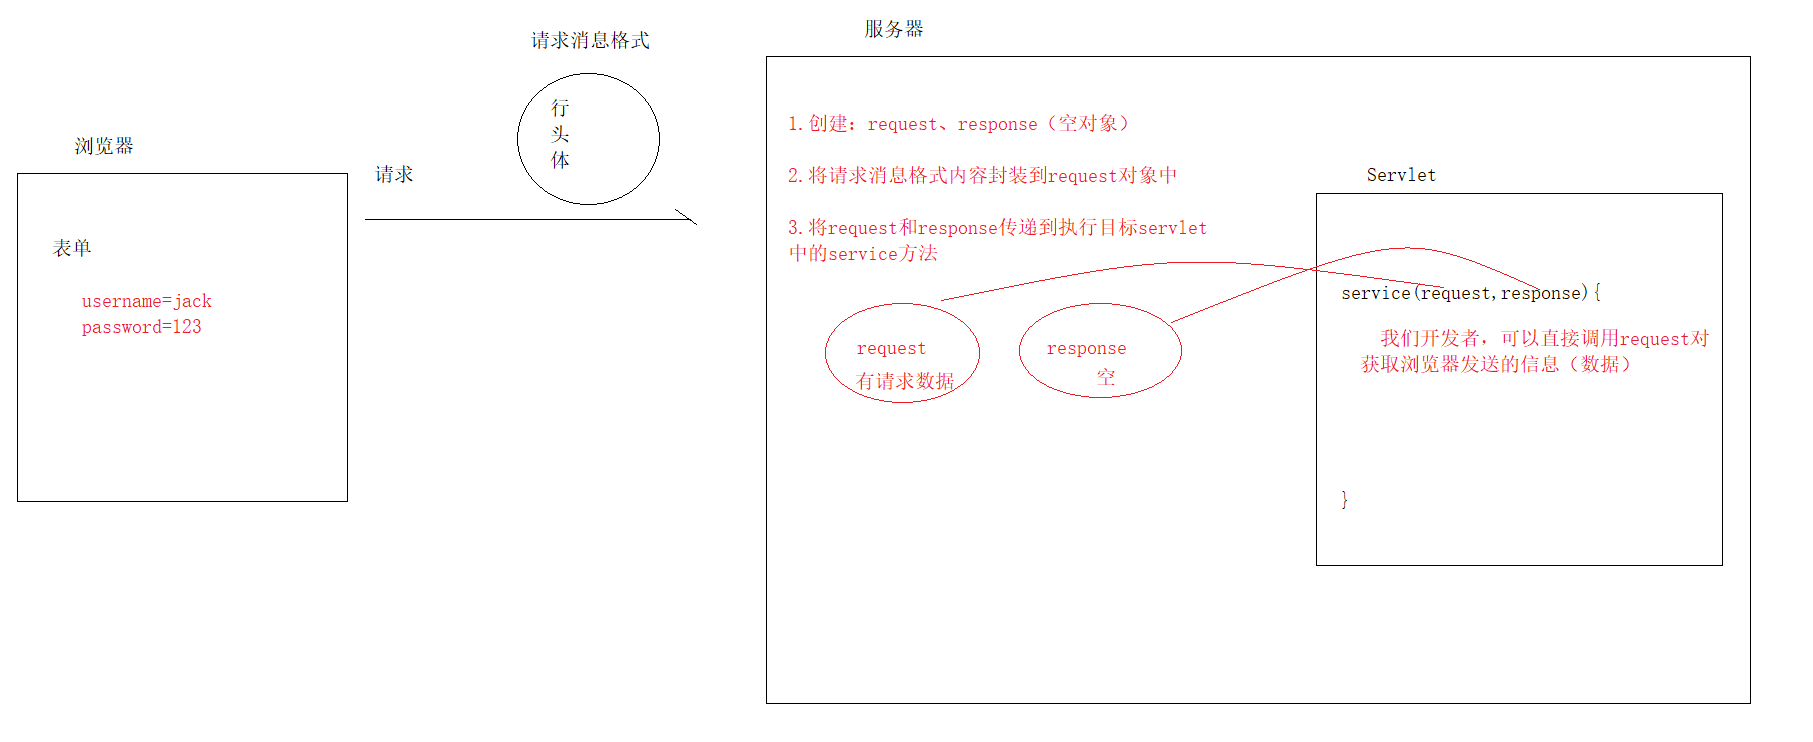 请求消息格式
行
头
体
浏览器
请求
表单
username=jack
password=123
服务器
1.创建：request、response（空对象）
2.将请求消息格式内容封装到request对象中
3.将request和response传递到执行目标servlet
中的service方法
request
有请求数据
response
空
Servlet
service(request,response){
我们开发者，可以直接调用request对
获取浏览器发送的信息（数据）
}